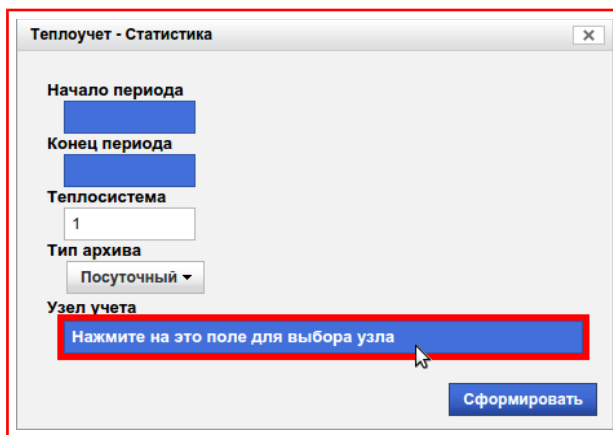 Теплоучет - Статистика
Начало периода
Конец периода
Теплосистема
1
Тип архива
Посуточный
Узел учета
Нажмите на это поле для выбора узла
Сформировать